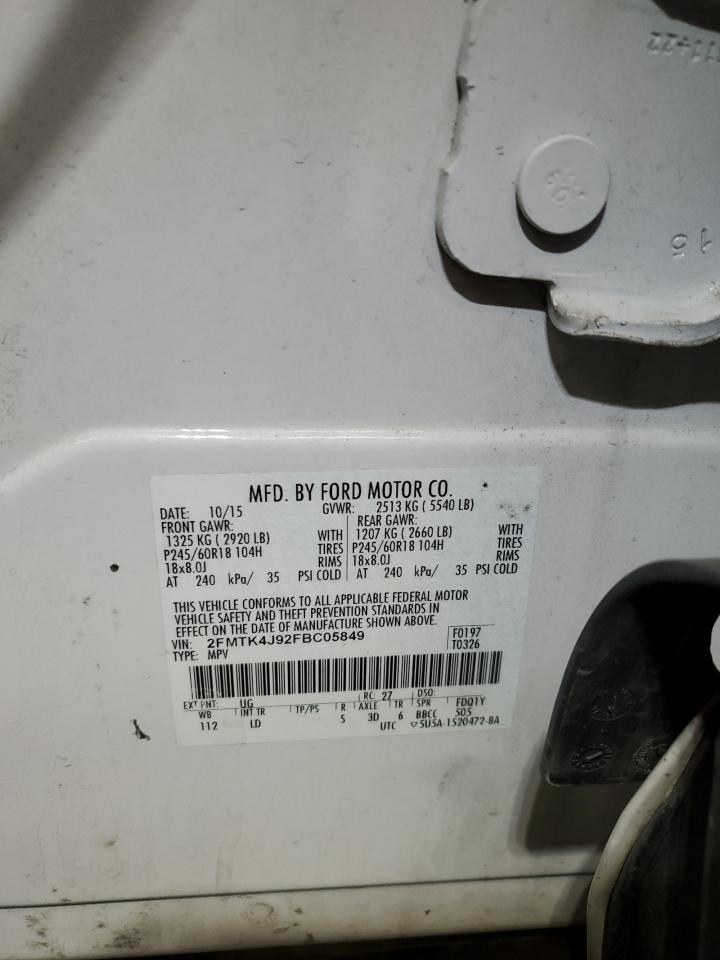 MFD. BY FORD MOTOR CO.
DATE: 10/15 GVWR: 2513 KG ( 5540 LB)
FRONT GAWR: REAR GAWR:
1325 KG ( 2920 LB) WITH 1207 KG ( 2660 LB) WITH
P245/60R18 104H TIRES P245/60R18 104H TIRES
18x8.0J RIMS 18x8.0J RIMS
AT 240 kPa/ 35 PSI COLD AT 240 kPa/ 35 PSI COLD
THIS VEHICLE CONFORMS TO ALL APPLICABLE FEDERAL MOTOR
VEHICLE SAFETY AND THEFT PREVENTION STANDARDS IN
EFFECT ON THE DATE OF MANUFACTURE SHOWN ABOVE.
VIN: 2FMTK4J92FBC05849 F0197
TYPE: MPV T0326
EXT PNT: UG RC: 27 DSO: FDQ1Y
WB INT TR TP/PS R AXLE TR SPR 505
112 LD S 3D 6 BBCC
UTC ▽5U5A-1520472-BA
15